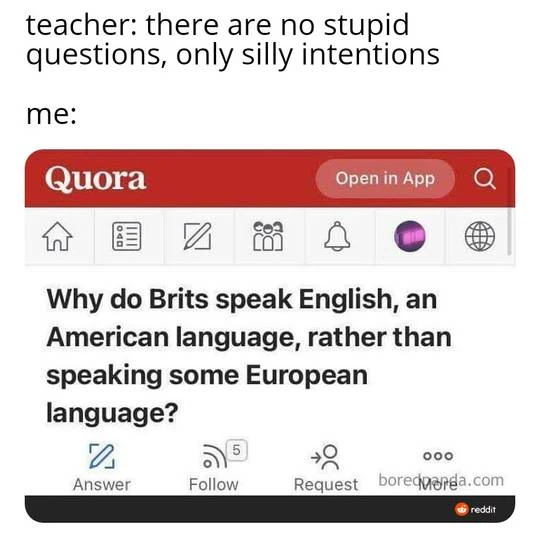 teacher: there are no stupid
questions, only silly intentions
me:
Quora
Open in App
Why do Brits speak English, an
American language, rather than
speaking some European
language?
5
Answer
Follow
Request
More
boredpanda.com
reddit